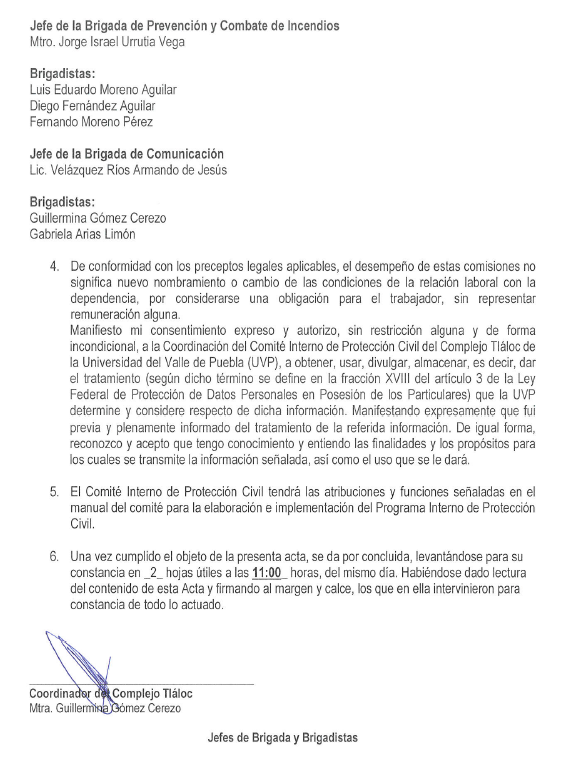 Jefe de la Brigada de Prevención y Combate de Incendios
Mtro. Jorge Israel Urrutia Vega
Brigadistas:
Luis Eduardo Moreno Aguilar
Diego Fernández Aguilar
Fernando Moreno Pérez
Jefe de la Brigada de Comunicación
Lic. Velázquez Ríos Armando de Jesús
Brigadistas:
Guillermina Gómez Cerezo
Gabriela Arias Limón
4. De conformidad con los preceptos legales aplicables, el desempeño de estas comisiones no
significa nuevo nombramiento o cambio de las condiciones de la relación laboral con la
dependencia, por considerarse una obligación para el trabajador, sin representar
remuneración alguna.
Manifiesto mi consentimiento expreso y autorizo, sin restricción alguna y de forma
incondicional, a la Coordinación del Comité Interno de Protección Civil del Complejo Tláloc de
la Universidad del Valle de Puebla (UVP), a obtener, usar, divulgar, almacenar, es decir, dar
el tratamiento (según dicho término se define en la fracción XVIII del artículo 3 de la Ley
Federal de Protección de Datos Personales en Posesión de los Particulares) que la UVP
determine y considere respecto de dicha información. Manifestando expresamente que fui
previa y plenamente informado del tratamiento de la referida información. De igual forma,
reconozco y acepto que tengo conocimiento y entiendo las finalidades y los propósitos para
los cuales se transmite la información señalada, así como el uso que se le dará.
5. El Comité Interno de Protección Civil tendrá las atribuciones y funciones señaladas en el
manual del comité para la elaboración e implementación del Programa Interno de Protección
Civil.
6. Una vez cumplido el objeto de la presenta acta, se da por concluida, levantándose para su
constancia en _2_ hojas útiles a las 11:00_ horas, del mismo día. Habiéndose dado lectura
del contenido de esta Acta y firmando al margen y calce, los que en ella intervinieron para
constancia de todo lo actuado.
Coordinador del Complejo Tláloc
Mtra. Guillermina Gómez Cerezo
Jefes de Brigada y Brigadistas